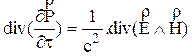 div(∂ρ⃗/∂τ) = 1/c² .div(E⃗ ∧ H⃗)